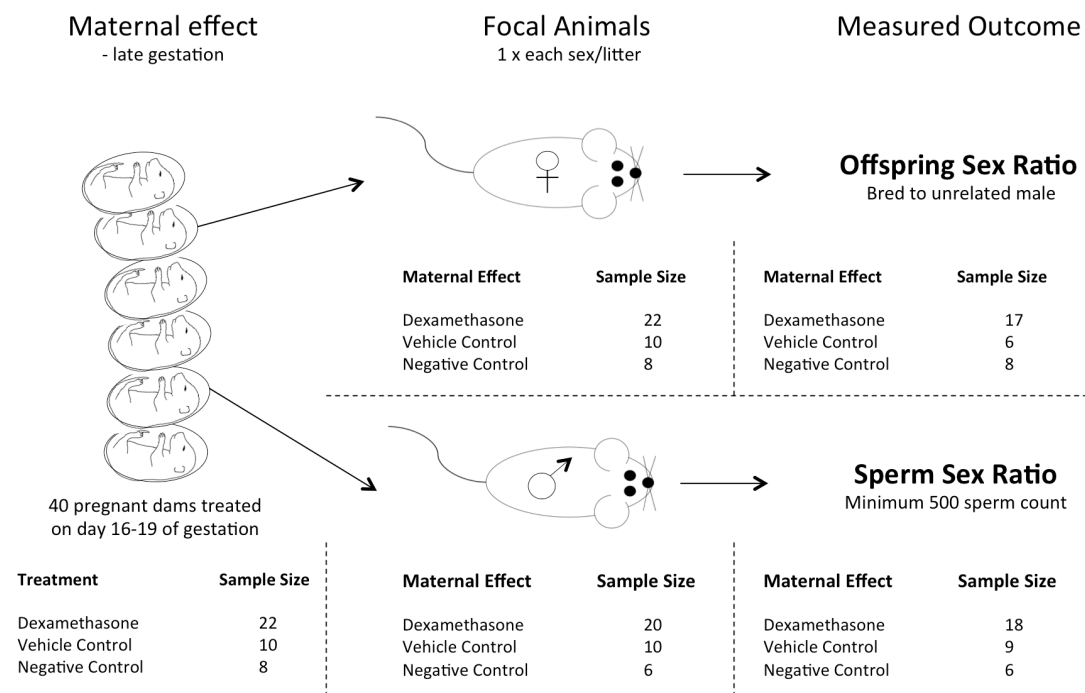 Maternal effect
- late gestation
Focal Animals
1 x each sex/litter
Measured Outcome
Offspring Sex Ratio
Bred to unrelated male
Maternal Effect Sample Size
Dexamethasone 22
Vehicle Control 10
Negative Control 8
Maternal Effect Sample Size
Dexamethasone 17
Vehicle Control 6
Negative Control 8
40 pregnant dams treated
on day 16-19 of gestation
Sperm Sex Ratio
Minimum 500 sperm count
Treatment Sample Size
Dexamethasone 22
Vehicle Control 10
Negative Control 8
Maternal Effect Sample Size
Dexamethasone 20
Vehicle Control 10
Negative Control 6
Maternal Effect Sample Size
Dexamethasone 18
Vehicle Control 9
Negative Control 6